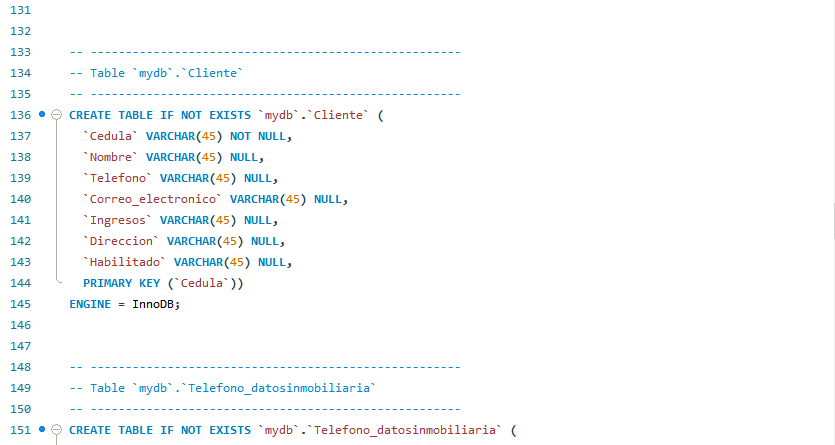 131
132
133 -- -----------------------------------------------------
134 -- Table `mydb`.`Cliente`
135 -- -----------------------------------------------------
136 CREATE TABLE IF NOT EXISTS `mydb`.`Cliente` (
137 `Cedula` VARCHAR(45) NOT NULL,
138 `Nombre` VARCHAR(45) NULL,
139 `Telefono` VARCHAR(45) NULL,
140 `Correo_electronico` VARCHAR(45) NULL,
141 `Ingresos` VARCHAR(45) NULL,
142 `Direccion` VARCHAR(45) NULL,
143 `Habilitado` VARCHAR(45) NULL,
144 PRIMARY KEY (`Cedula`))
145 ENGINE = InnoDB;
146
147
148 -- -----------------------------------------------------
149 -- Table `mydb`.`Telefono_datosinmobiliaria`
150 -- -----------------------------------------------------
151 CREATE TABLE IF NOT EXISTS `mydb`.`Telefono_datosinmobiliaria` (